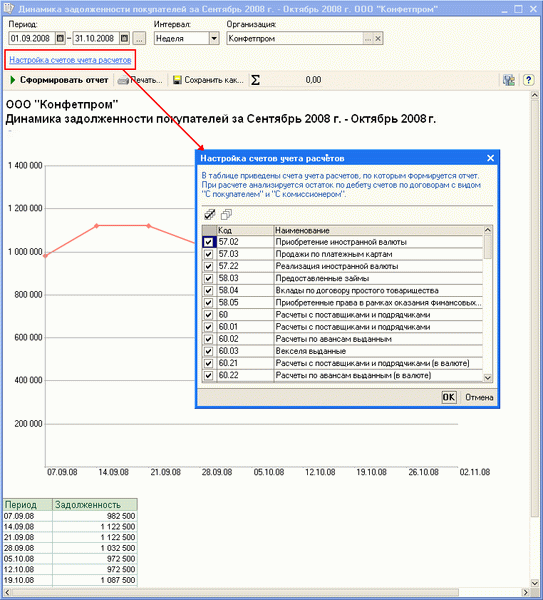 Динамика задолженности покупателей за Сентябрь 2008 г. - Октябрь 2008 г. ООО "Конфетпром"
Период: Интервал: Организация:
01.09.2008 - 31.10.2008 ... Неделя Конфетпром ... ×
Настройка счетов учета расчетов
Сформировать отчет Печать... Сохранить как... Σ 0,00 ?
ООО "Конфетпром"
Динамика задолженности покупателей за Сентябрь 2008 г. - Октябрь 2008 г.
1 400 000
1 200 000
1 000 000
800 000
600 000
400 000
200 000
07.09.08 14.09.08 21.09.08 28.09.08 05.10.08 12.10.08 19.10.08 26.10.08 02.11.08
Настройка счетов учета расчетов
В таблице приведены счета учета расчетов, по которым формируется отчет.
При расчете анализируется остаток по дебету счетов по договорам с видом
"С покупателем" и "С комиссионером".
Код Наименование
57.02 Приобретение иностранной валюты
57.03 Продажи по платежным картам
57.22 Реализация иностранной валюты
58.03 Предоставленные займы
58.04 Вклады по договору простого товарищества
58.05 Приобретенные права в рамках оказания финансовых...
60 Расчеты с поставщиками и подрядчиками
60.01 Расчеты с поставщиками и подрядчиками
60.02 Расчеты по авансам выданным
60.03 Векселя выданные
60.21 Расчеты с поставщиками и подрядчиками (в валюте)
60.22 Расчеты по авансам выданным (в валюте)
OK Отмена
Период Задолженность
07.09.08 982 500
14.09.08 1 122 500
21.09.08 1 122 500
28.09.08 1 032 500
05.10.08 972 500
12.10.08 972 500
19.10.08 1 087 500